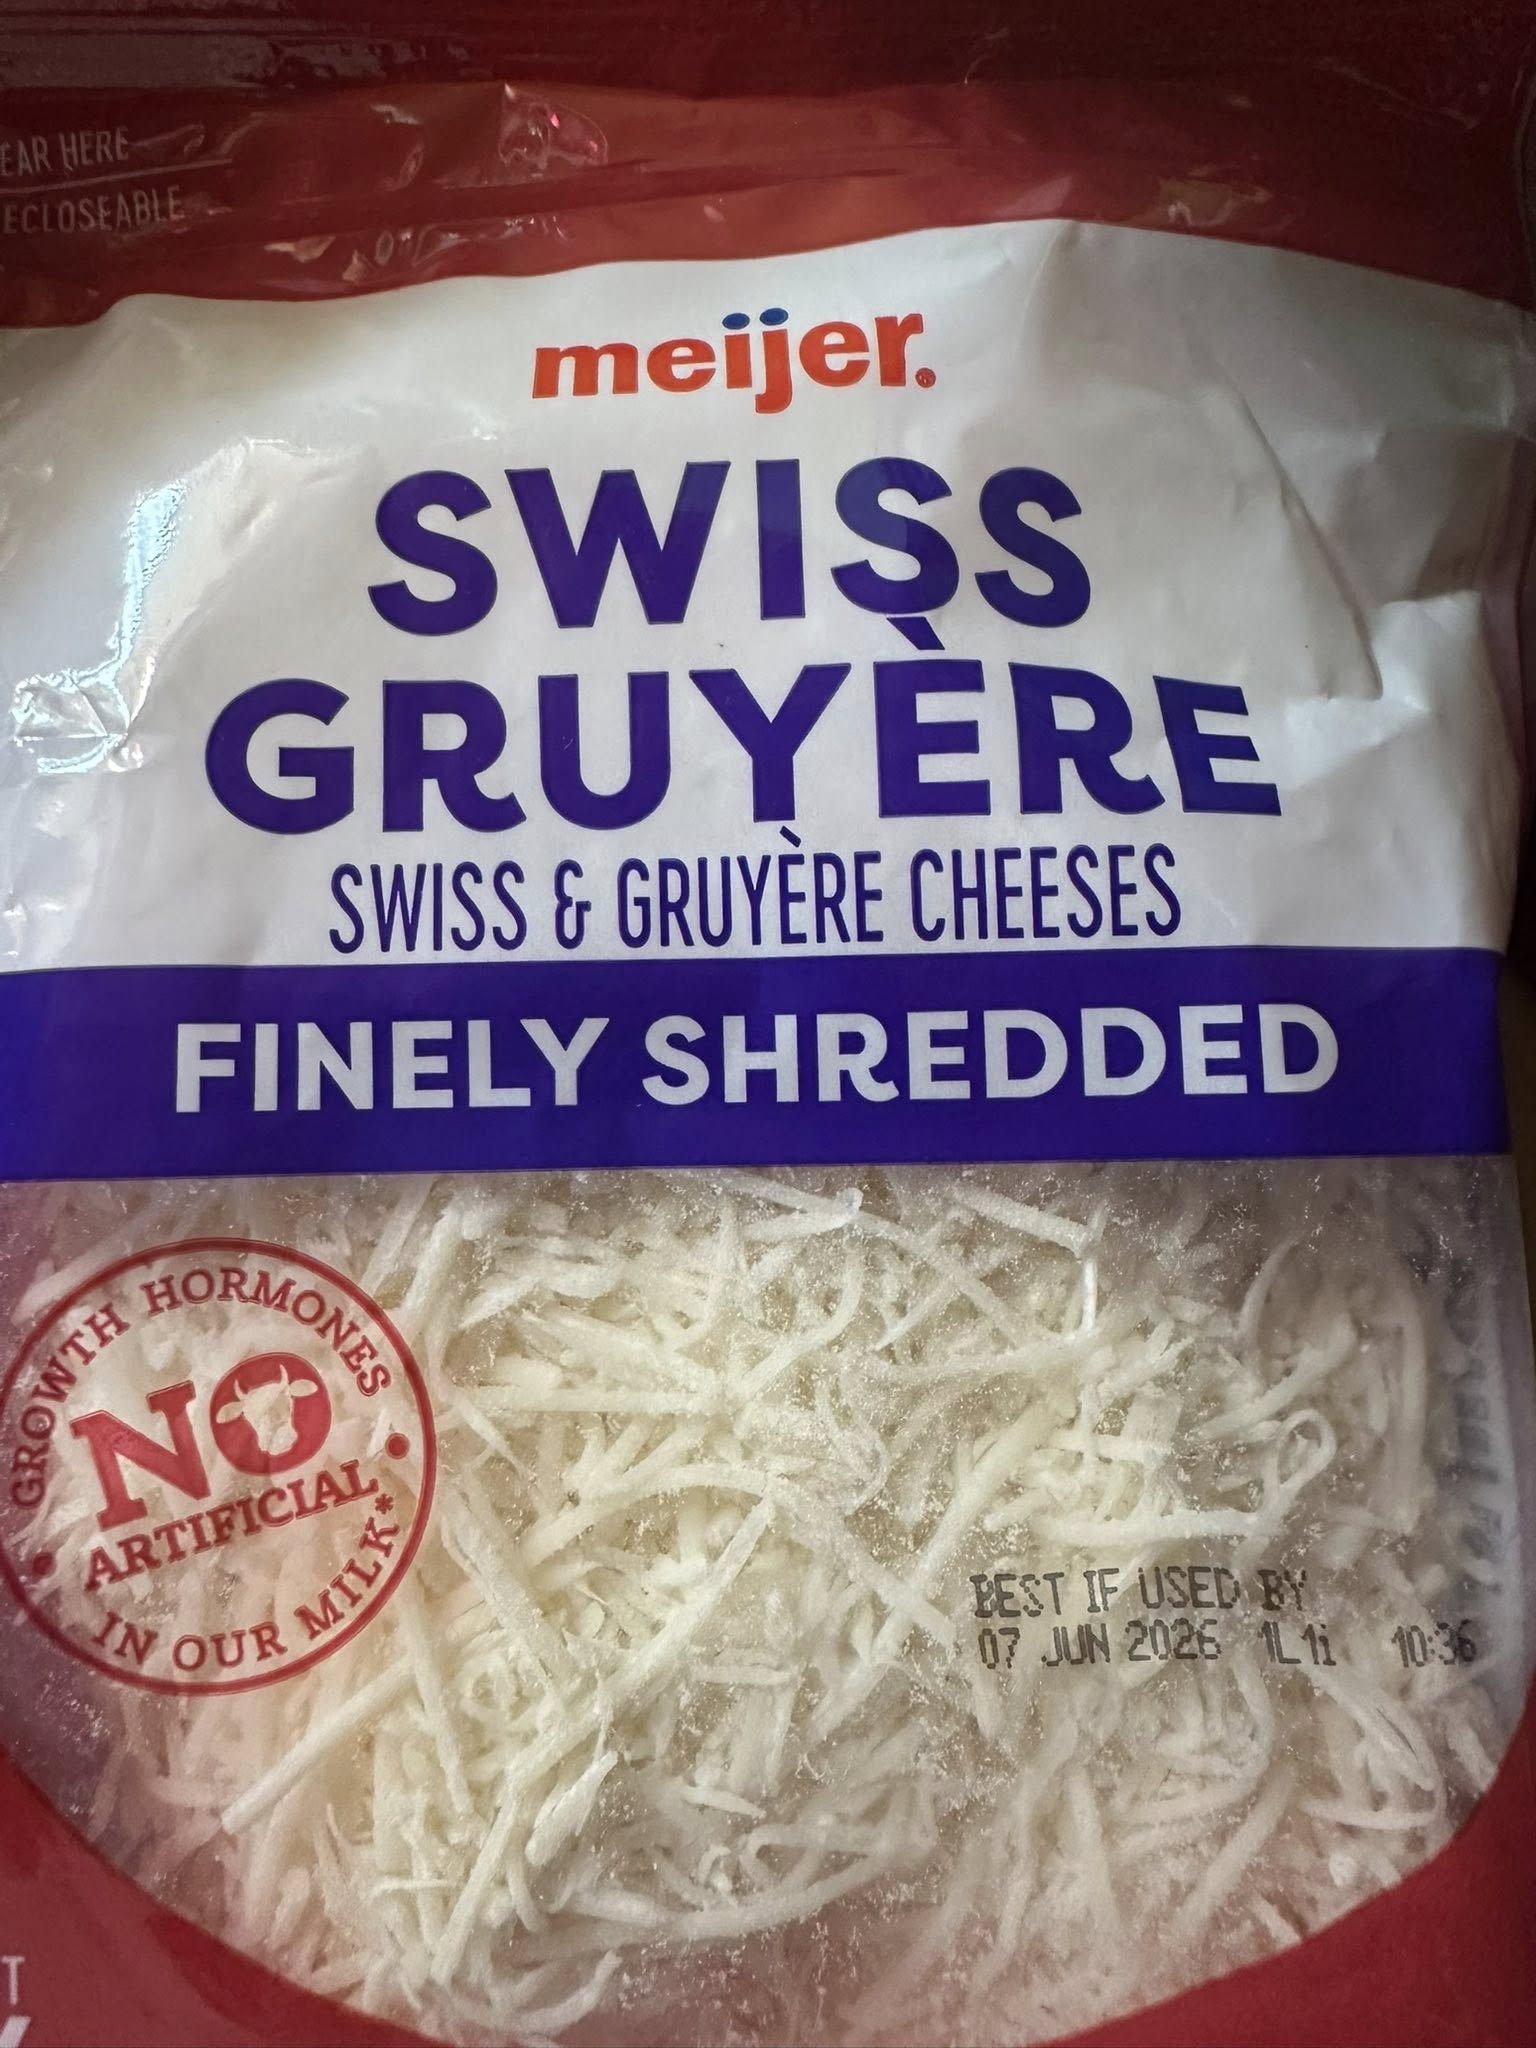 EAR HERE
ECLOSEABLE
meijer®
SWISS
GRUYÈRE
SWISS & GRUYÈRE CHEESES
FINELY SHREDDED
GROWTH HORMONES
NO
ARTIFICIAL
IN OUR MILK*
BEST IF USED BY
07 JUN 2026 1L1i 10:36
T